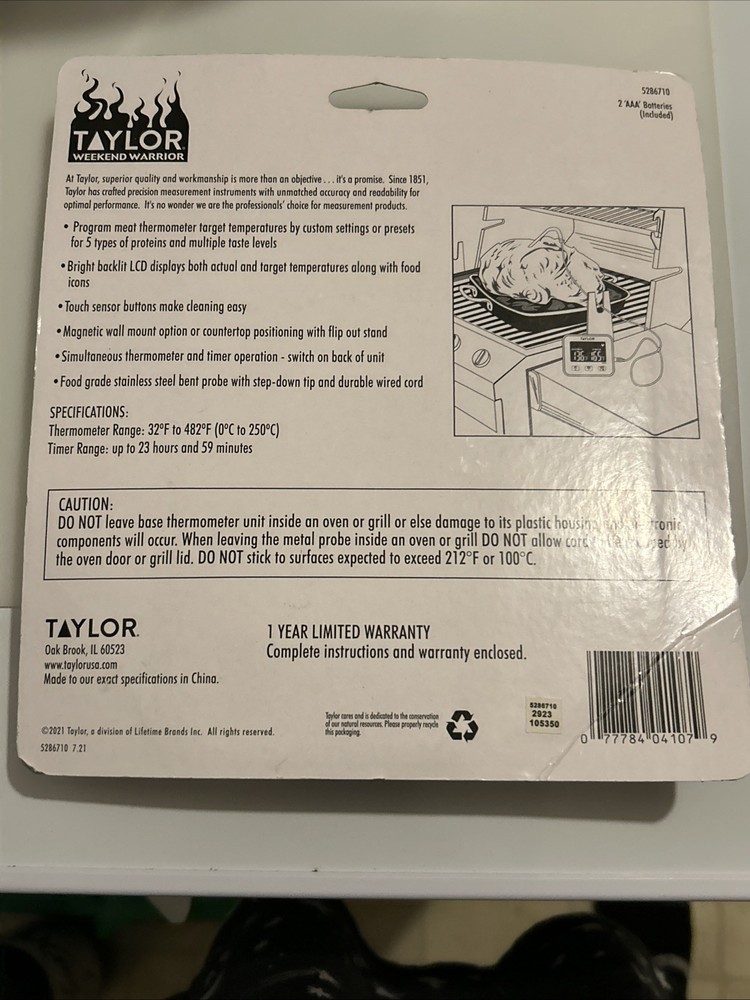 TAYLOR®
WEEKEND WARRIOR
5286710
2 'AAA' Batteries
(Included)
At Taylor, superior quality and workmanship is more than an objective . . . it's a promise. Since 1851,
Taylor has crafted precision measurement instruments with unmatched accuracy and readability for
optimal performance. It's no wonder we are the professionals' choice for measurement products.
• Program meat thermometer target temperatures by custom settings or presets
for 5 types of proteins and multiple taste levels
• Bright backlit LCD displays both actual and target temperatures along with food
icons
• Touch sensor buttons make cleaning easy
• Magnetic wall mount option or countertop positioning with flip out stand
• Simultaneous thermometer and timer operation - switch on back of unit
• Food grade stainless steel bent probe with step-down tip and durable wired cord
TAYLOR
136 165
SPECIFICATIONS:
Thermometer Range: 32°F to 482°F (0°C to 250°C)
Timer Range: up to 23 hours and 59 minutes
CAUTION:
DO NOT leave base thermometer unit inside an oven or grill or else damage to its plastic housing
components will occur. When leaving the metal probe inside an oven or grill DO NOT allow cord by
the oven door or grill lid. DO NOT stick to surfaces expected to exceed 212°F or 100°C.
TAYLOR®
Oak Brook, IL 60523
www.taylorusa.com
Made to our exact specifications in China.
1 YEAR LIMITED WARRANTY
Complete instructions and warranty enclosed.
©2021 Taylor, a division of Lifetime Brands Inc. All rights reserved.
5286710 7.21
Taylor cares and is dedicated to the conservation
of our natural resources. Please properly recycle
this packaging.
5286710
2923
105350
0 77784 04107 9